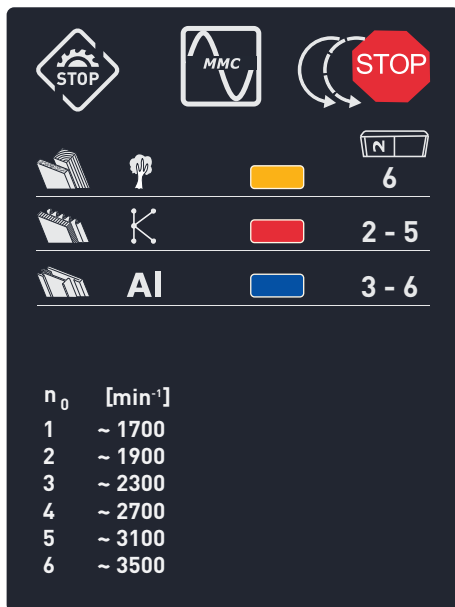 STOP MMC STOP
2
6
2 - 5
Al 3 - 6
n₀ [min⁻¹]
1 ~ 1700
2 ~ 1900
3 ~ 2300
4 ~ 2700
5 ~ 3100
6 ~ 3500